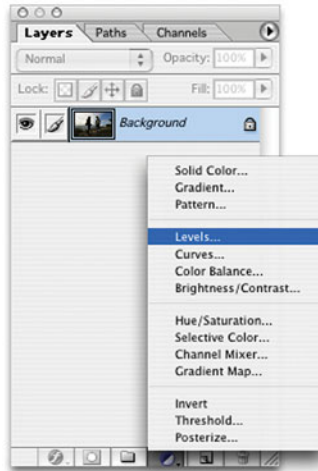 Layers Paths Channels
Normal Opacity: 100%
Lock: Fill: 100%
Background
Solid Color...
Gradient...
Pattern...
Levels...
Curves...
Color Balance...
Brightness/Contrast...
Hue/Saturation...
Selective Color...
Channel Mixer...
Gradient Map...
Invert
Threshold...
Posterize...